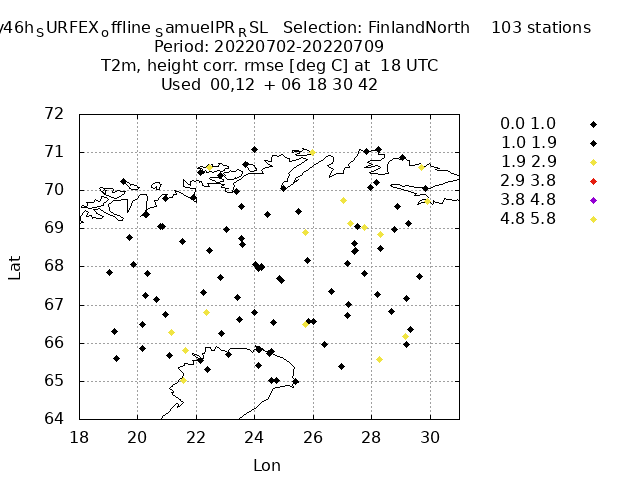 y46h_SURFEX_offline_SamuelPR_RSL Selection: FinlandNorth 103 stations
Period: 20220702-20220709
T2m, height corr. rmse [deg C] at 18 UTC
Used 00,12 + 06 18 30 42
72
71
70
69
68
67
66
65
64
18 20 22 24 26 28 30
Lat
Lon
0.0 1.0
1.0 1.9
1.9 2.9
2.9 3.8
3.8 4.8
4.8 5.8